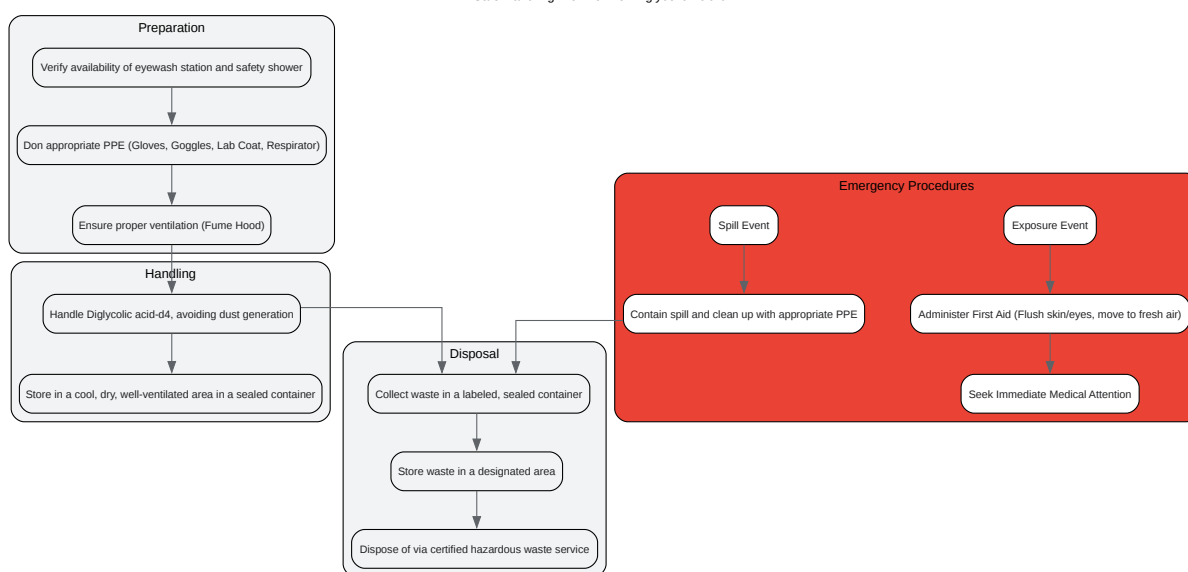 Preparation
Verify availability of eyewash station and safety shower
Don appropriate PPE (Gloves, Goggles, Lab Coat, Respirator)
Ensure proper ventilation (Fume Hood)
Handling
Handle Diglycolic acid-d4, avoiding dust generation
Store in a cool, dry, well-ventilated area in a sealed container
Disposal
Collect waste in a labeled, sealed container
Store waste in a designated area
Dispose of via certified hazardous waste service
Emergency Procedures
Spill Event
Exposure Event
Contain spill and clean up with appropriate PPE
Administer First Aid (Flush skin/eyes, move to fresh air)
Seek Immediate Medical Attention